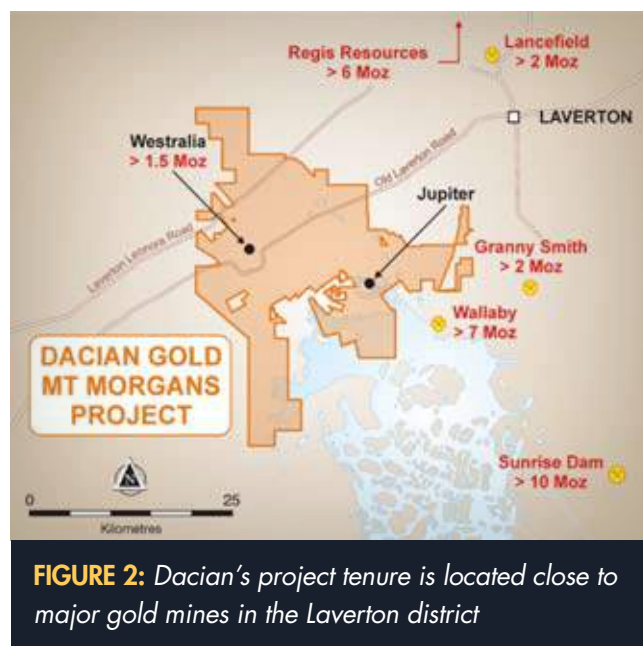 Regis Resources
> 6 Moz
Lancefield
> 2 Moz
LAVERTON
Westralia
> 1.5 Moz
Old Laverton Road
Jupiter
Laverton Leonora Road
Granny Smith
> 2 Moz
Wallaby
> 7 Moz
DACIAN GOLD
MT MORGANS
PROJECT
Sunrise Dam
> 10 Moz
N
0 25
Kilometres
FIGURE 2: Dacian's project tenure is located close to
major gold mines in the Laverton district